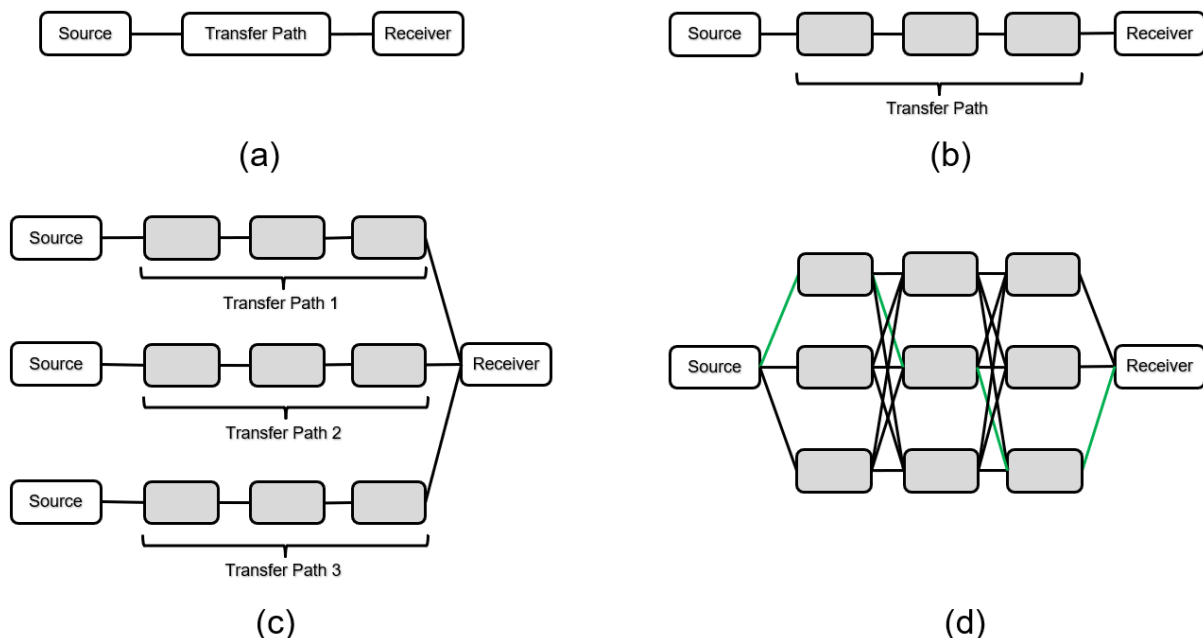 Source
Transfer Path
Receiver
(a)
Source
Receiver
Transfer Path
(b)
Source
Transfer Path 1
Source
Receiver
Transfer Path 2
Source
Transfer Path 3
(c)
Source
Receiver
(d)